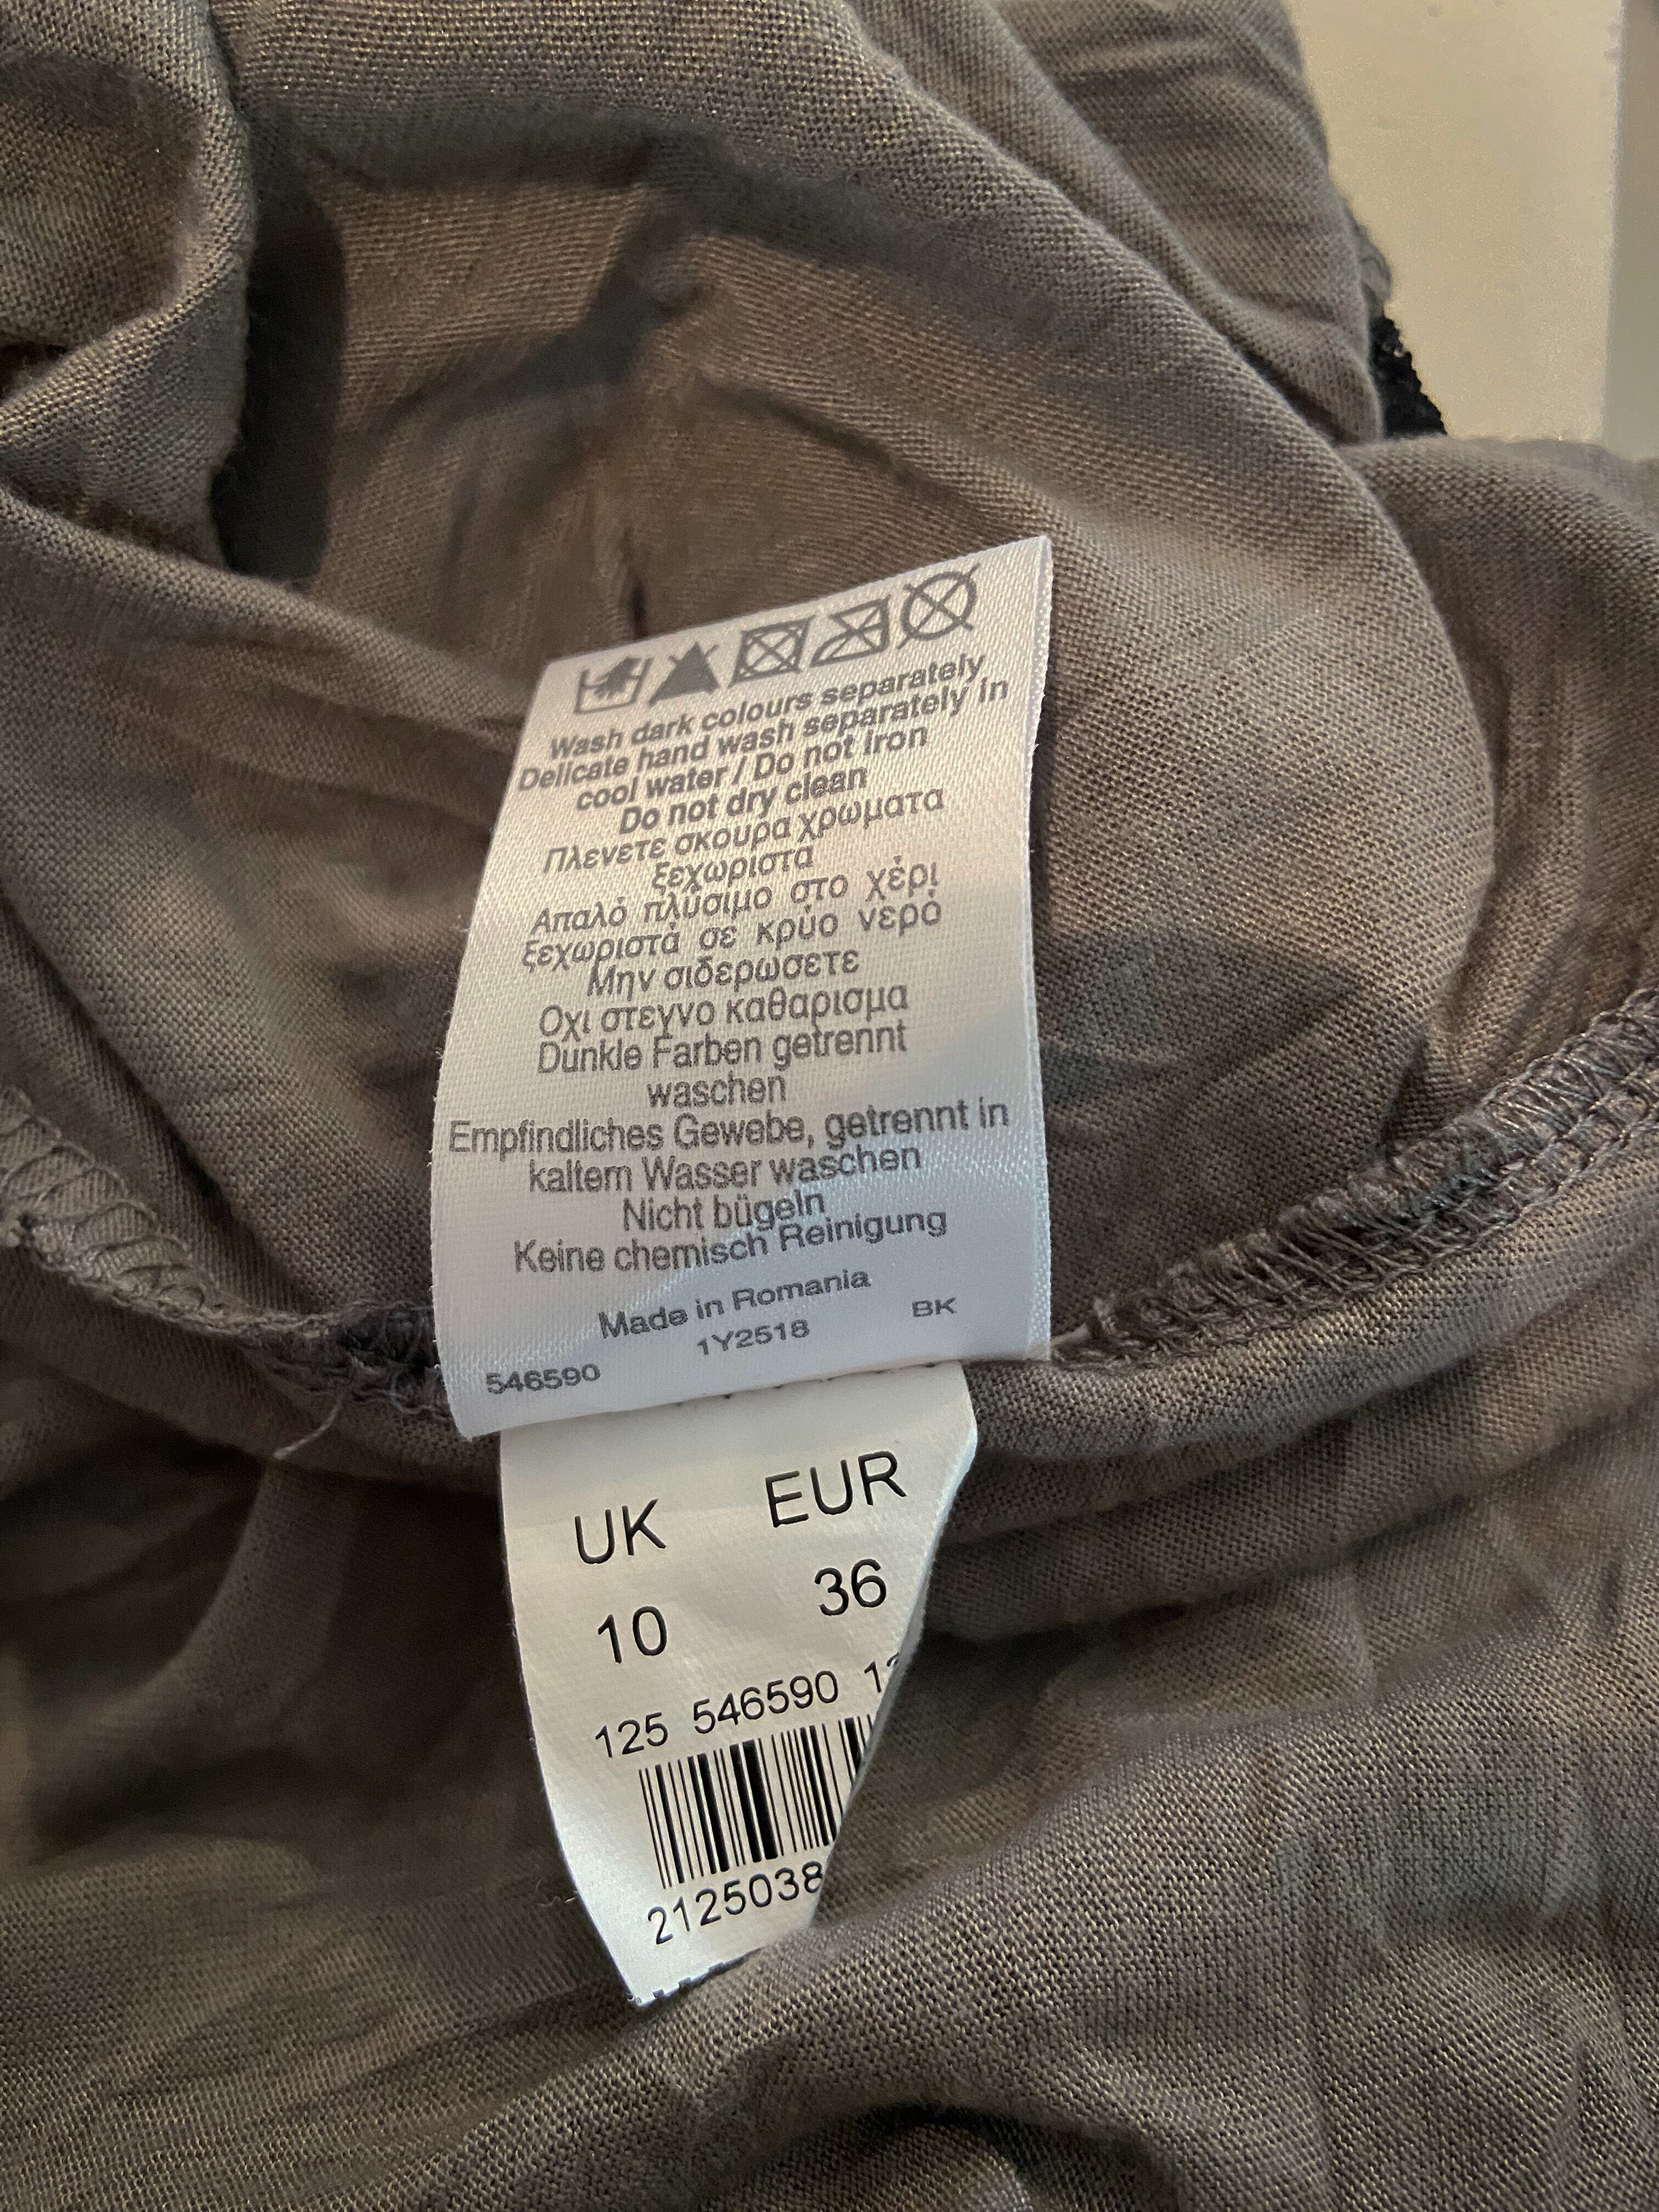 Wash dark colours separately
Delicate hand wash separately in
cool water / Do not iron
Do not dry clean
Πλενετε σκουρα χρωματα
ξεχωριστα
Απαλό πλύσιμο στο χέρι
ξεχωριστά σε κρύο νερό
Μην σιδερωσετε
Οχι στεγνο καθαρισμα
Dunkle Farben getrennt
waschen
Empfindliches Gewebe, getrennt in
kaltem Wasser waschen
Nicht bügeln
Keine chemisch Reinigung
Made in Romania
1Y2518 BK
546590
UK EUR
10 36
125 546590
2125038